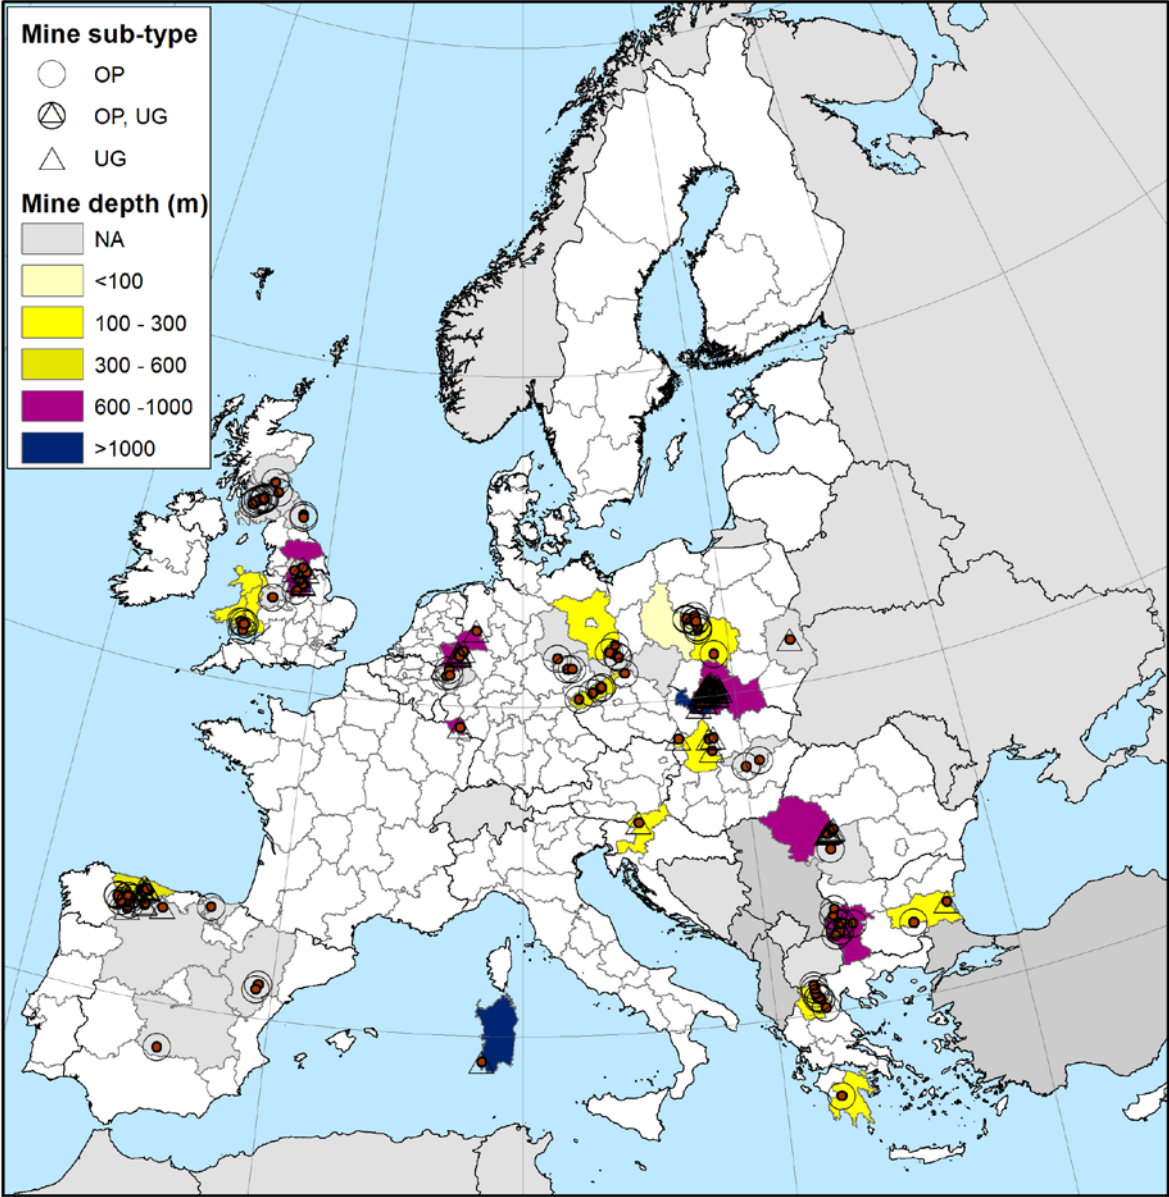 Mine sub-type
OP
OP, UG
UG
Mine depth (m)
NA
<100
100 - 300
300 - 600
600 -1000
>1000